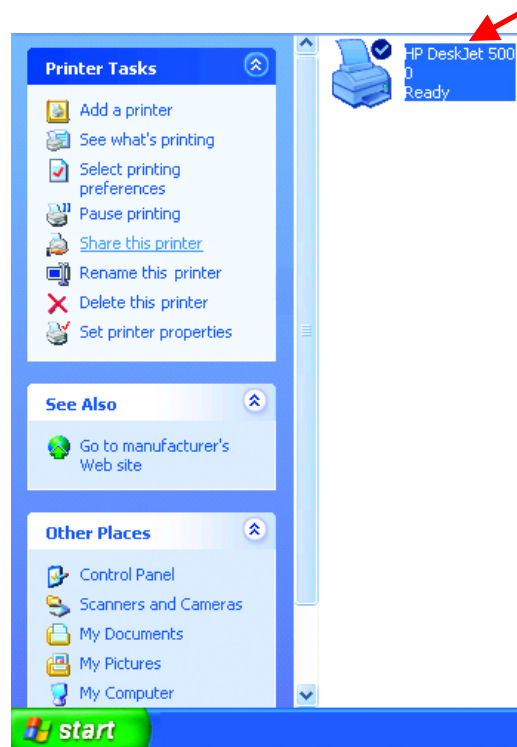 Printer Tasks
Add a printer
See what's printing
Select printing
preferences
Pause printing
Share this printer
Rename this printer
Delete this printer
Set printer properties
See Also
Go to manufacturer's
Web site
Other Places
Control Panel
Scanners and Cameras
My Documents
My Pictures
My Computer
HP DeskJet 500
0
Ready
start